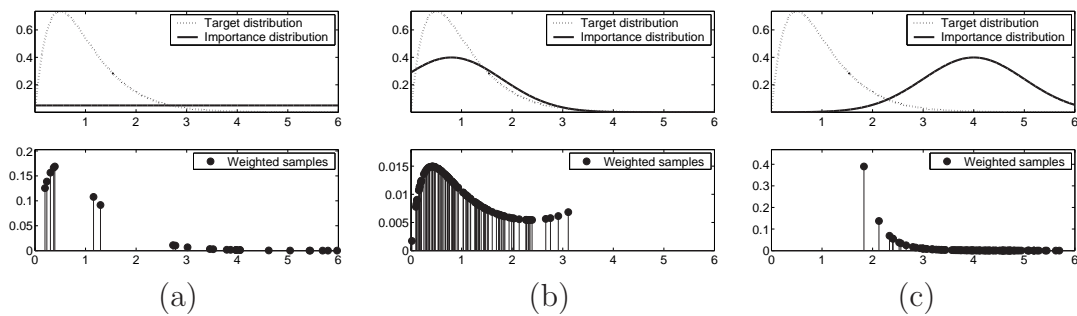 Target distribution
Importance distribution
0.6
0.4
0.2
1 2 3 4 5 6
Target distribution
Importance distribution
0.6
0.4
0.2
0 1 2 3 4 5 6
Target distribution
Importance distribution
0.6
0.4
0.2
0 1 2 3 4 5 6
Weighted samples
0.2
0.15
0.1
0.05
0
0 1 2 3 4 5 6
Weighted samples
0.015
0.010
0.005
0
0 1 2 3 4 5 6
Weighted samples
0.4
0.3
0.2
0.1
0
0 1 2 3 4 5 6
(a)
(b)
(c)